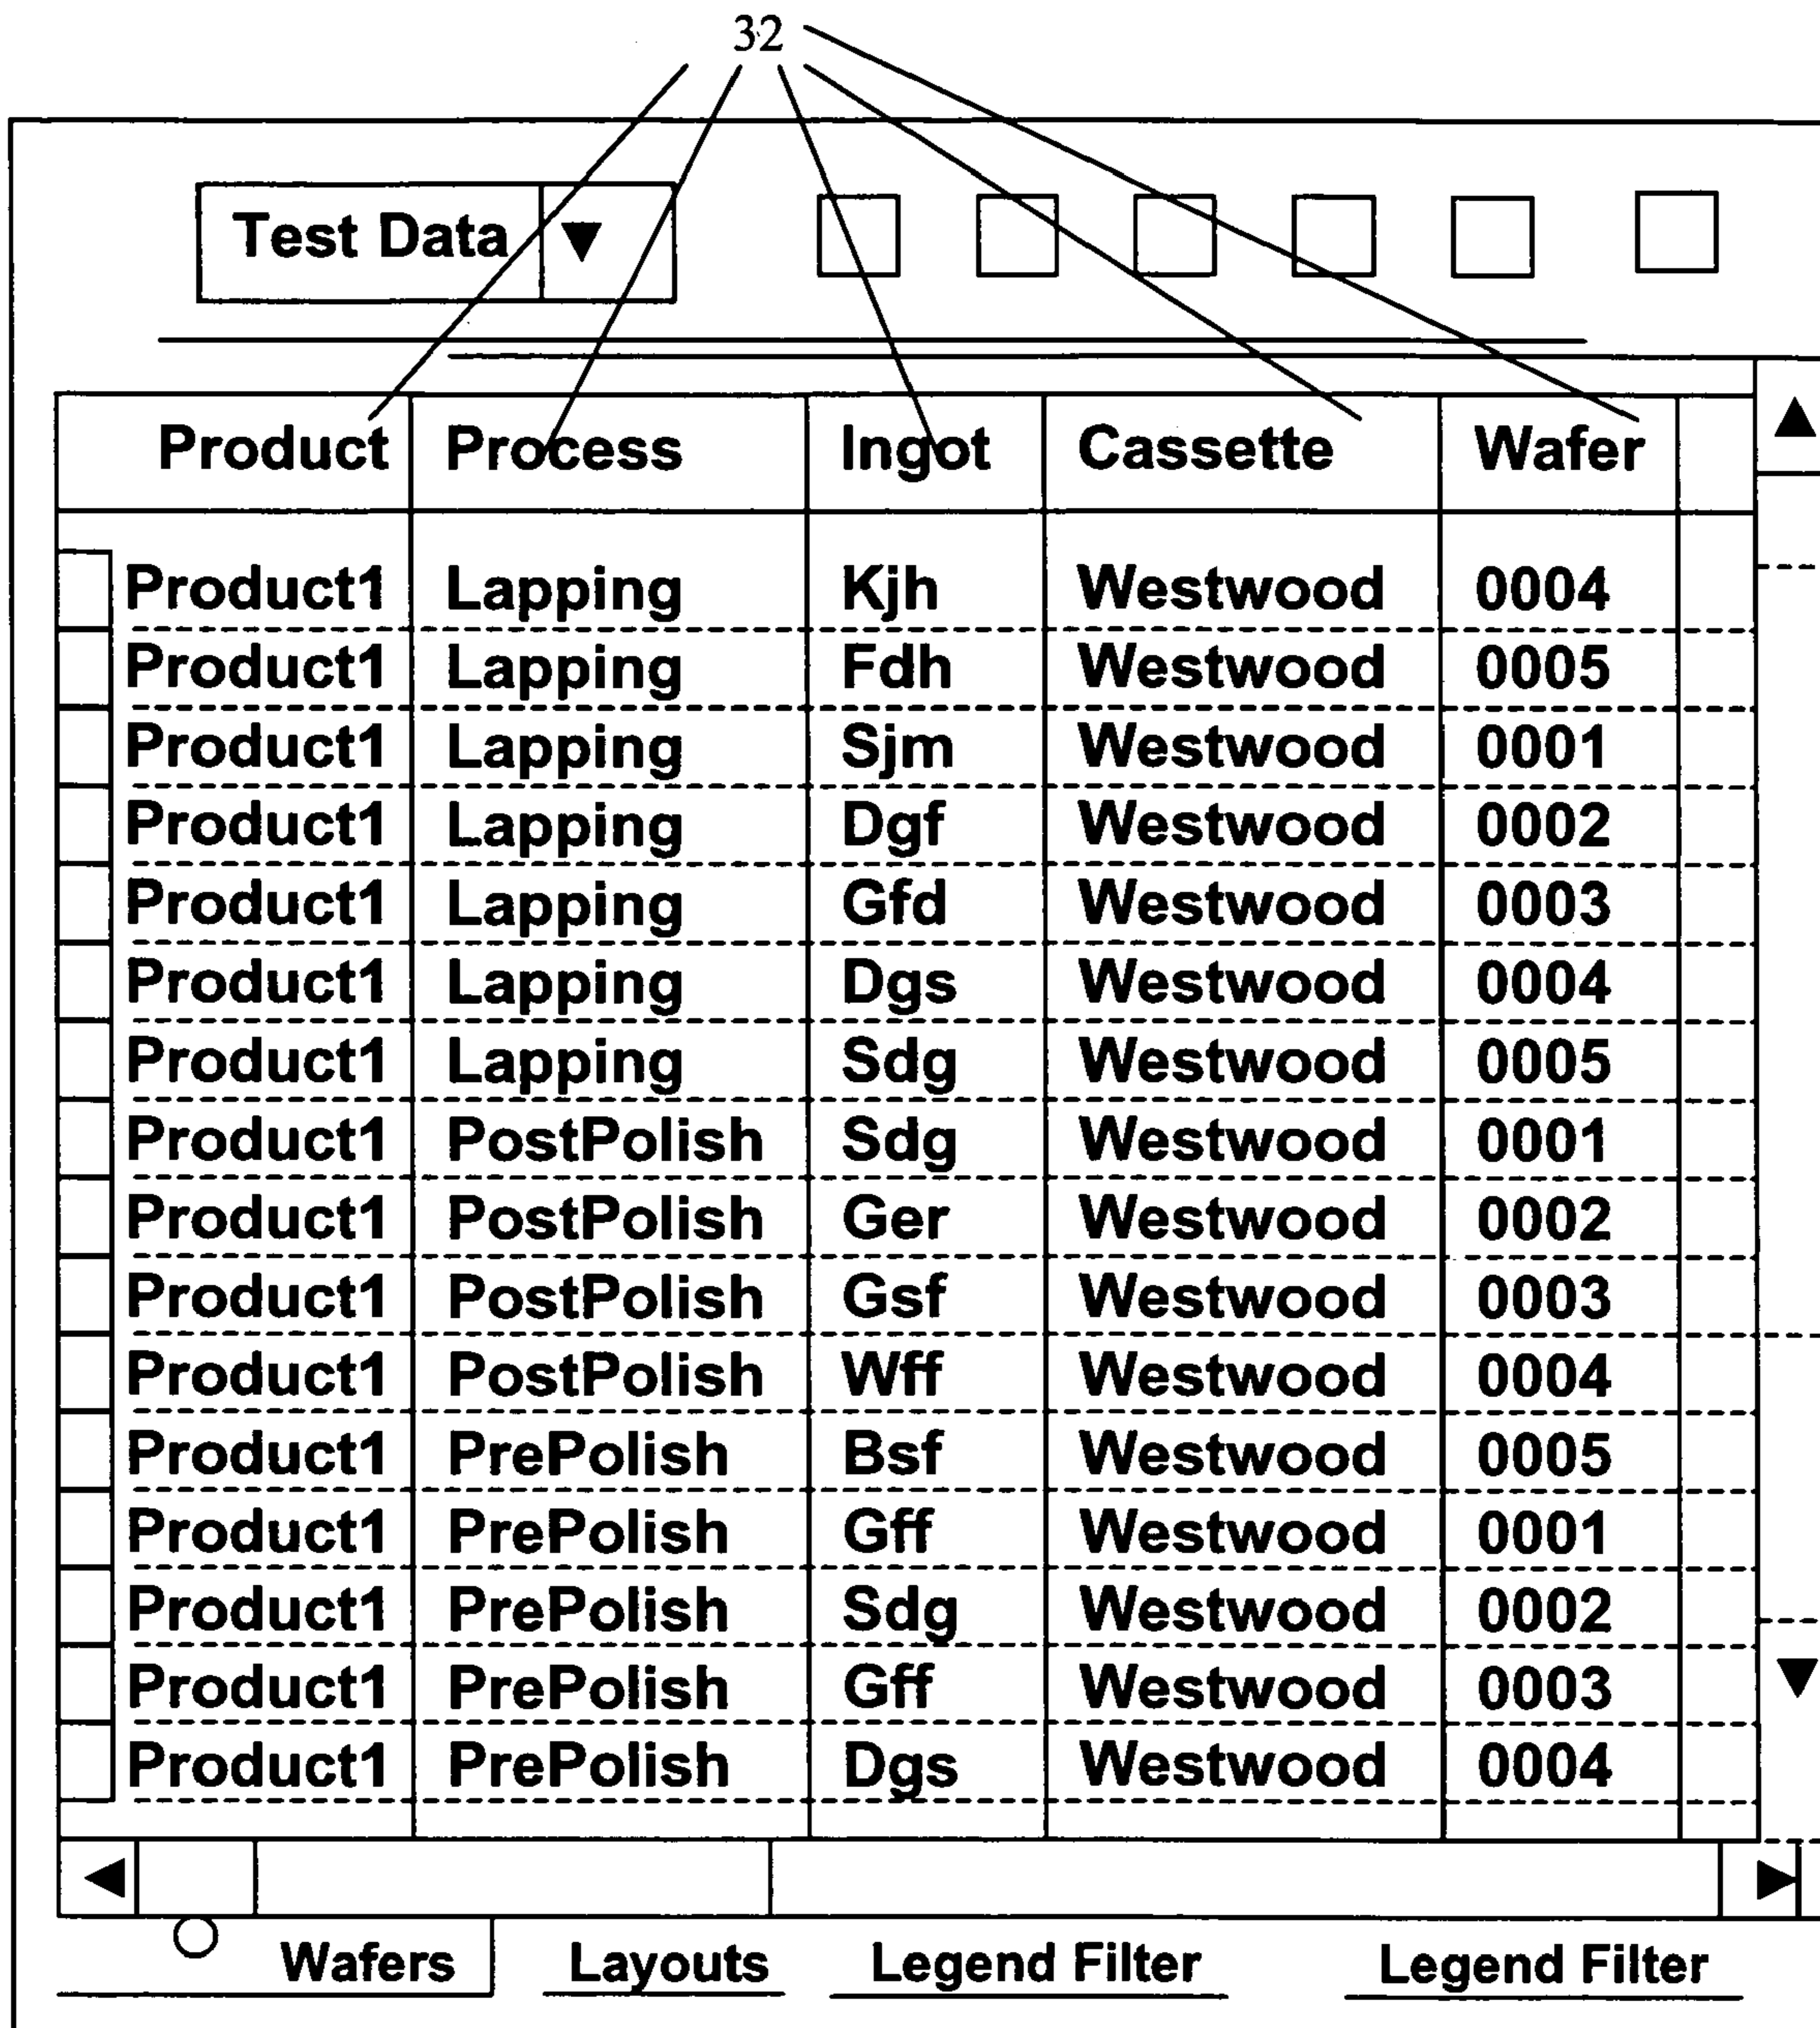 32
Test Data
Product Process Ingot Cassette Wafer
Product1 Lapping Kjh Westwood 0004
Product1 Lapping Fdh Westwood 0005
Product1 Lapping Sjm Westwood 0001
Product1 Lapping Dgf Westwood 0002
Product1 Lapping Gfd Westwood 0003
Product1 Lapping Dgs Westwood 0004
Product1 Lapping Sdg Westwood 0005
Product1 PostPolish Sdg Westwood 0001
Product1 PostPolish Ger Westwood 0002
Product1 PostPolish Gsf Westwood 0003
Product1 PostPolish Wff Westwood 0004
Product1 PrePolish Bsf Westwood 0005
Product1 PrePolish Gff Westwood 0001
Product1 PrePolish Sdg Westwood 0002
Product1 PrePolish Gff Westwood 0003
Product1 PrePolish Dgs Westwood 0004
Wafers Layouts Legend Filter Legend Filter